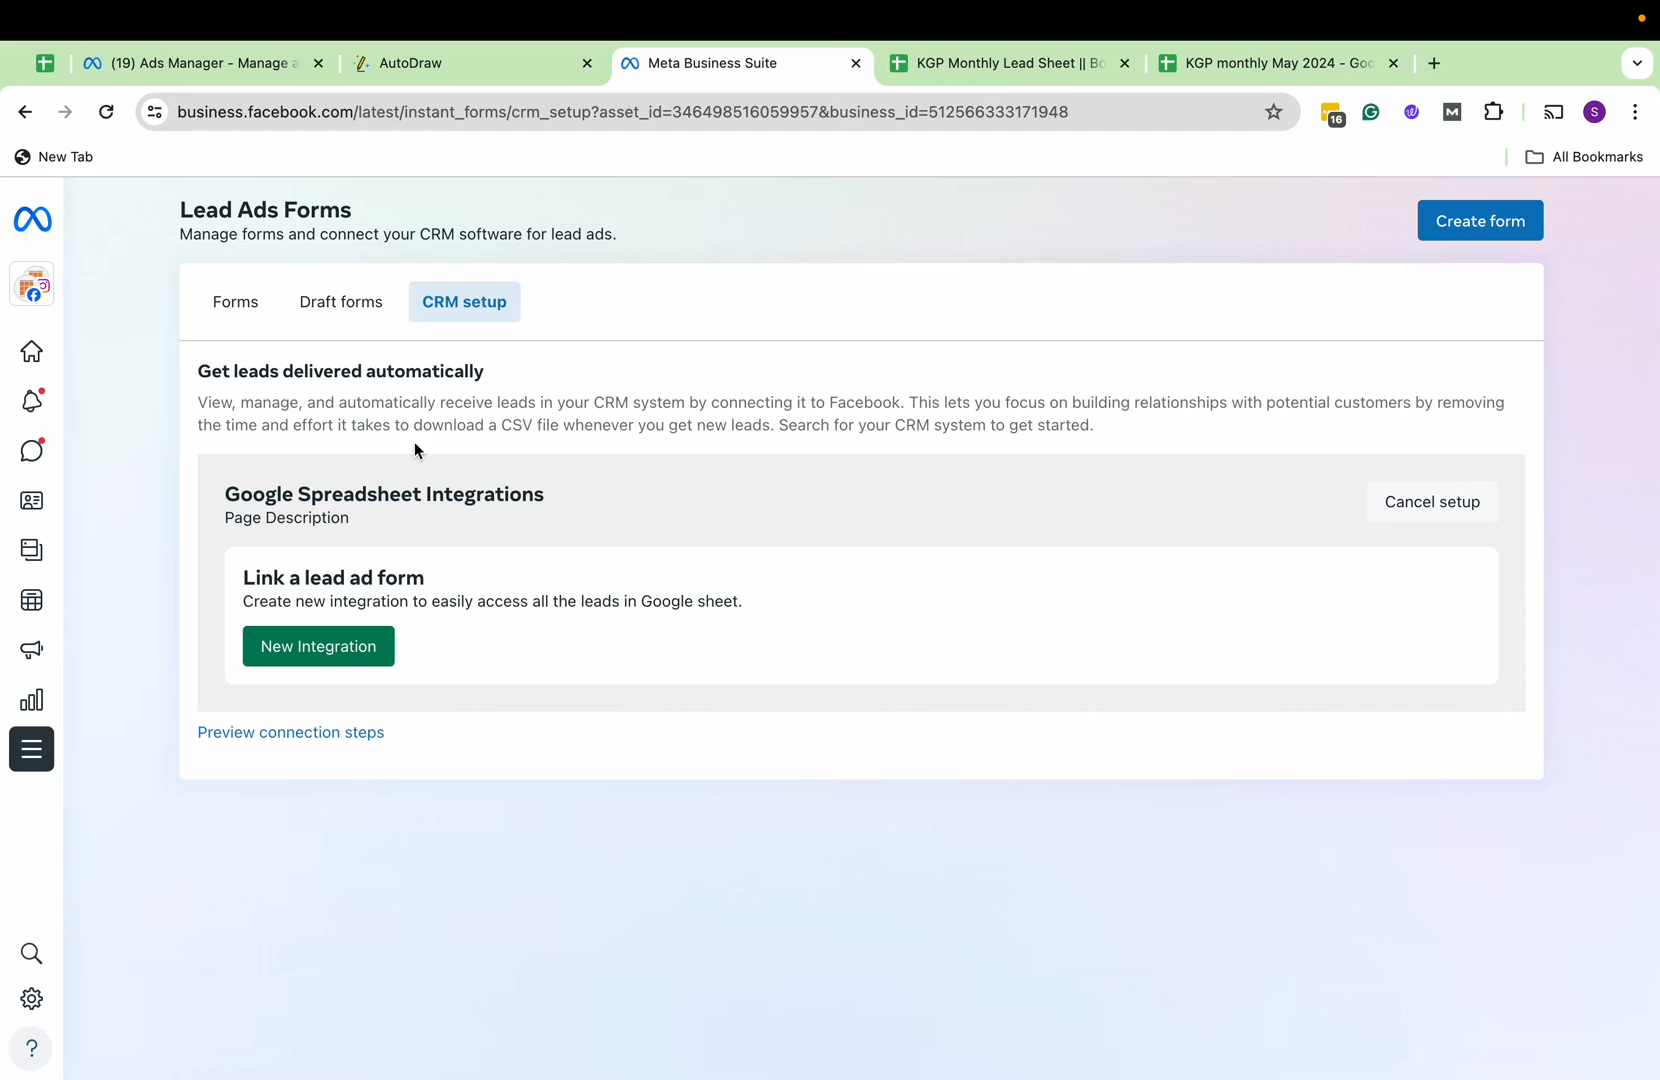 (19) Ads Manager - Manage a
AutoDraw
Meta Business Suite
KGP Monthly Lead Sheet || Bo
KGP monthly May 2024 - Goo
business.facebook.com/latest/instant_forms/crm_setup?asset_id=346498516059957&business_id=512566333171948
16
S
New Tab
All Bookmarks
Lead Ads Forms
Manage forms and connect your CRM software for lead ads.
Create form
Forms
Draft forms
CRM setup
Get leads delivered automatically
View, manage, and automatically receive leads in your CRM system by connecting it to Facebook. This lets you focus on building relationships with potential customers by removing
the time and effort it takes to download a CSV file whenever you get new leads. Search for your CRM system to get started.
Google Spreadsheet Integrations
Page Description
Cancel setup
Link a lead ad form
Create new integration to easily access all the leads in Google sheet.
New Integration
Preview connection steps